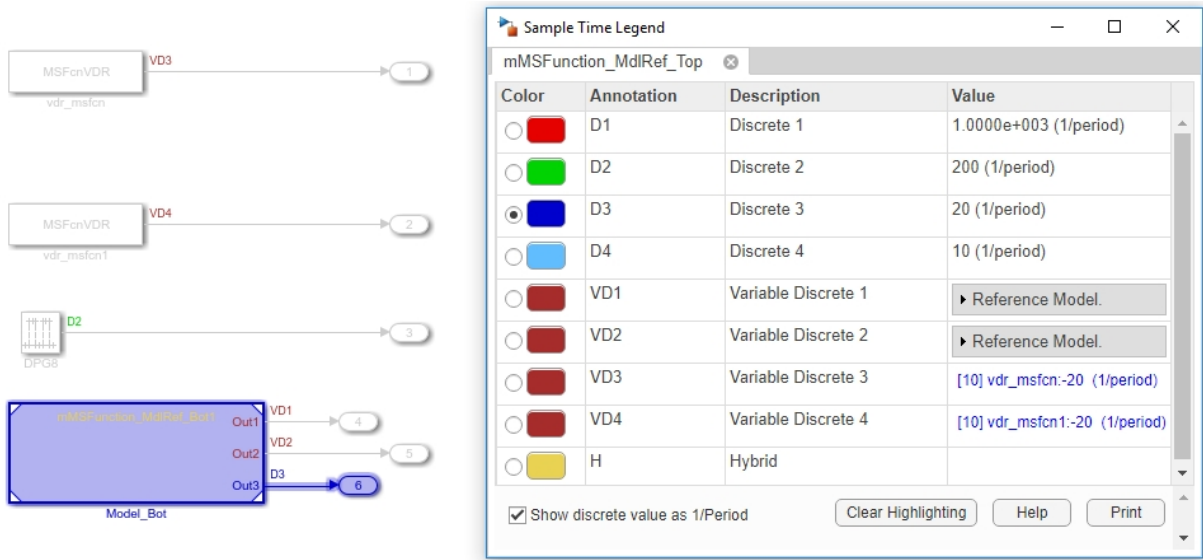 MSFcnVDR
VD3
1
vdr_msfcn
MSFcnVDR
VD4
2
vdr_msfcn1
D2
3
DPG8
mMSFunction_MdlRef_Bot1
Out1
VD1
4
Out2
VD2
5
Out3
D3
6
Model_Bot
Sample Time Legend
mMSFunction_MdlRef_Top
Color Annotation Description Value
D1 Discrete 1 1.0000e+003 (1/period)
D2 Discrete 2 200 (1/period)
D3 Discrete 3 20 (1/period)
D4 Discrete 4 10 (1/period)
VD1 Variable Discrete 1 Reference Model.
VD2 Variable Discrete 2 Reference Model.
VD3 Variable Discrete 3 [10] vdr_msfcn:-20 (1/period)
VD4 Variable Discrete 4 [10] vdr_msfcn1:-20 (1/period)
H Hybrid
Show discrete value as 1/Period Clear Highlighting Help Print